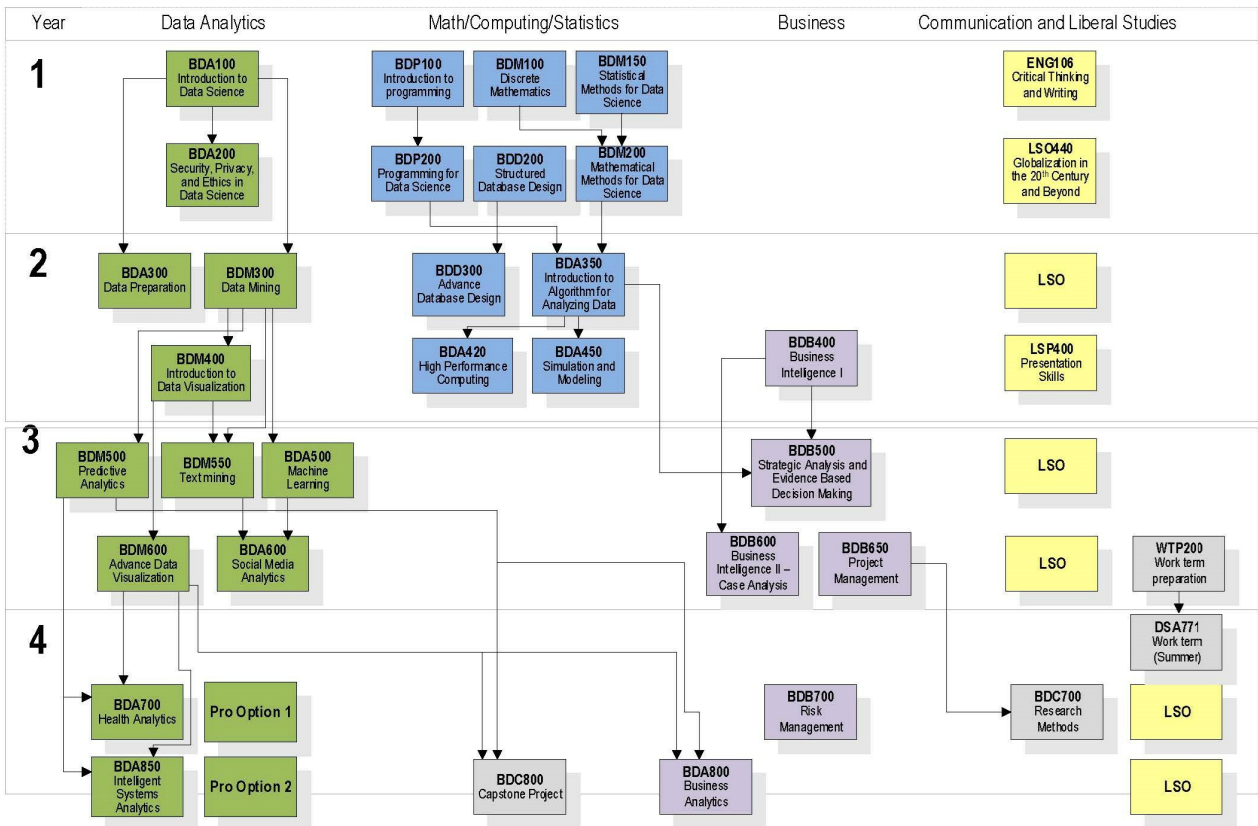 Year
Data Analytics
Math/Computing/Statistics
Business
Communication and Liberal Studies
1
BDA100
Introduction to
Data Science
BDP100
Introduction to
programming
BDM100
Discrete
Mathematics
BDM150
Statistical
Methods for Data
Science
ENG106
Critical Thinking
and Writing
BDA200
Security, Privacy,
and Ethics in
Data Science
BDP200
Programming for
Data Science
BDD200
Structured
Database Design
BDM200
Mathematical
Methods for Data
Science
LSO440
Globalization in
the 20th Century
and Beyond
2
BDA300
Data Preparation
BDM300
Data Mining
BDD300
Advance
Database Design
BDA350
Introduction to
Algorithm for
Analyzing Data
LSO
BDM400
Introduction to
Data Visualization
BDA420
High Performance
Computing
BDA450
Simulation and
Modeling
BDB400
Business
Intelligence I
LSP400
Presentation
Skills
3
BDM500
Predictive
Analytics
BDM550
Text mining
BDA500
Machine
Learning
BDB500
Strategic Analysis and
Evidence Based
Decision Making
LSO
BDM600
Advance Data
Visualization
BDA600
Social Media
Analytics
BDB600
Business
Intelligence II –
Case Analysis
BDB650
Project
Management
LSO
WTP200
Work term
preparation
4
DSA771
Work term
(Summer)
BDA700
Health Analytics
Pro Option 1
BDB700
Risk
Management
BDC700
Research
Methods
LSO
BDA850
Intelligent
Systems
Analytics
Pro Option 2
BDC800
Capstone Project
BDA800
Business
Analytics
LSO